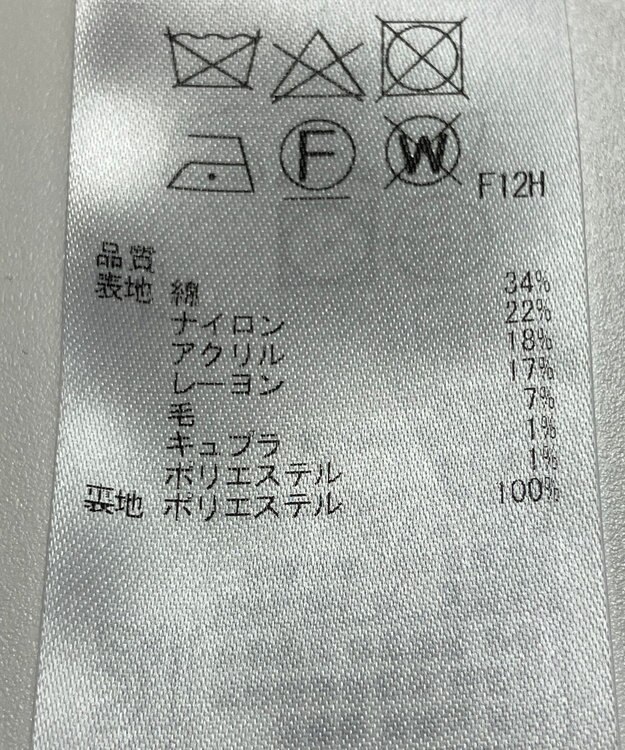 F W F12H
品質
表地 綿 34%
ナイロン 22%
アクリル 18%
レーヨン 17%
毛 7%
キュプラ 1%
ポリエステル 1%
裏地 ポリエステル 100%